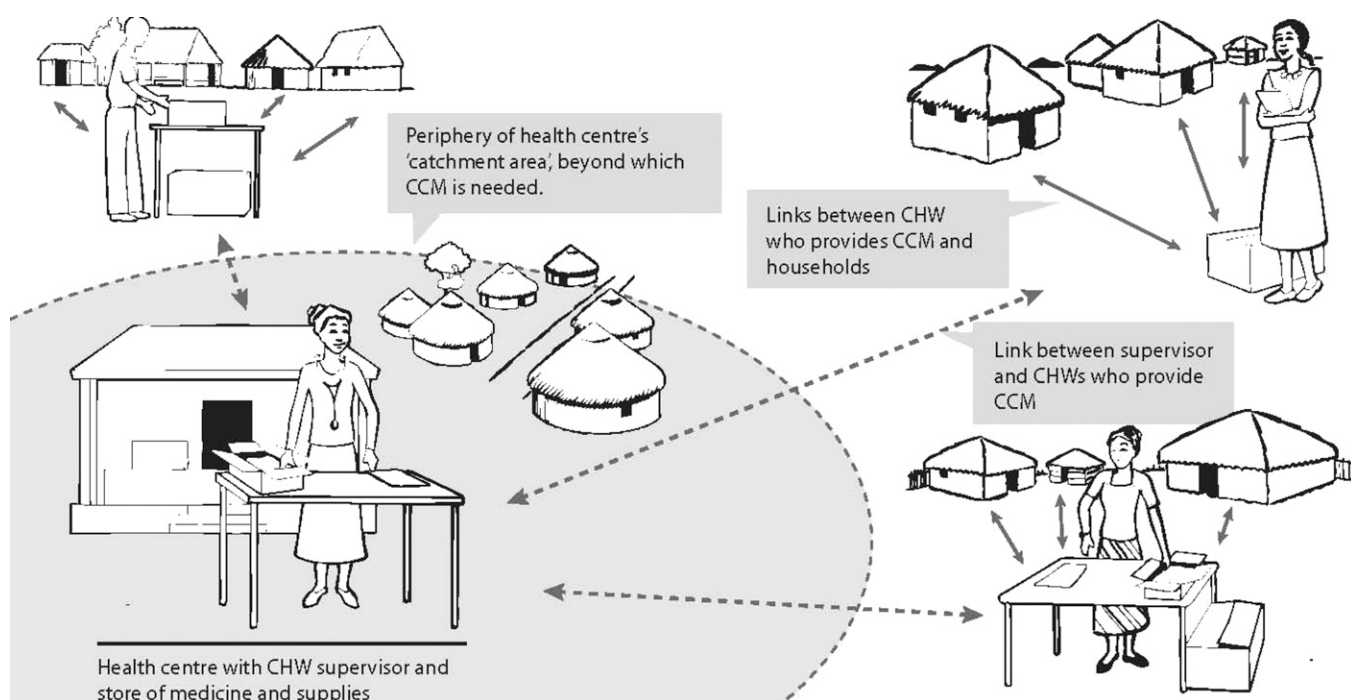 Periphery of health centre's
‘catchment area’, beyond which
CCM is needed.
Links between CHW
who provides CCM and
households
Link between supervisor
and CHWs who provide
CCM
Health centre with CHW supervisor and
store of medicine and supplies